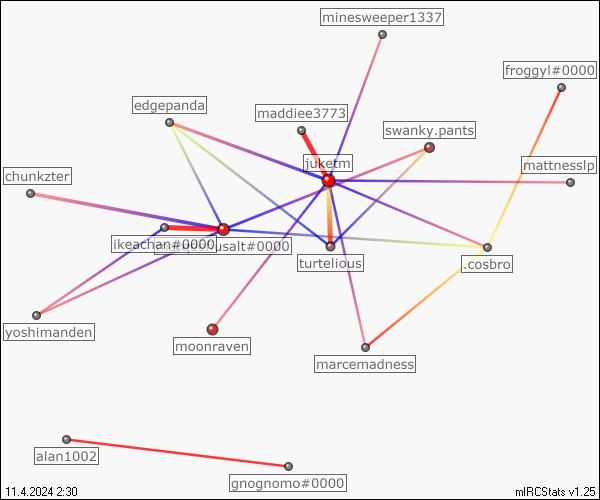 minesweeper1337
froggyl#0000
edgepanda
maddiee3773
swanky.pants
juketm
mattnesslp
chunkzter
ikeachan#0000
usalt#0000
turtelious
.cosbro
yoshimanden
moonraven
marcemadness
alan1002
gnognomo#0000
11.4.2024 2:30
mIRCStats v1.25